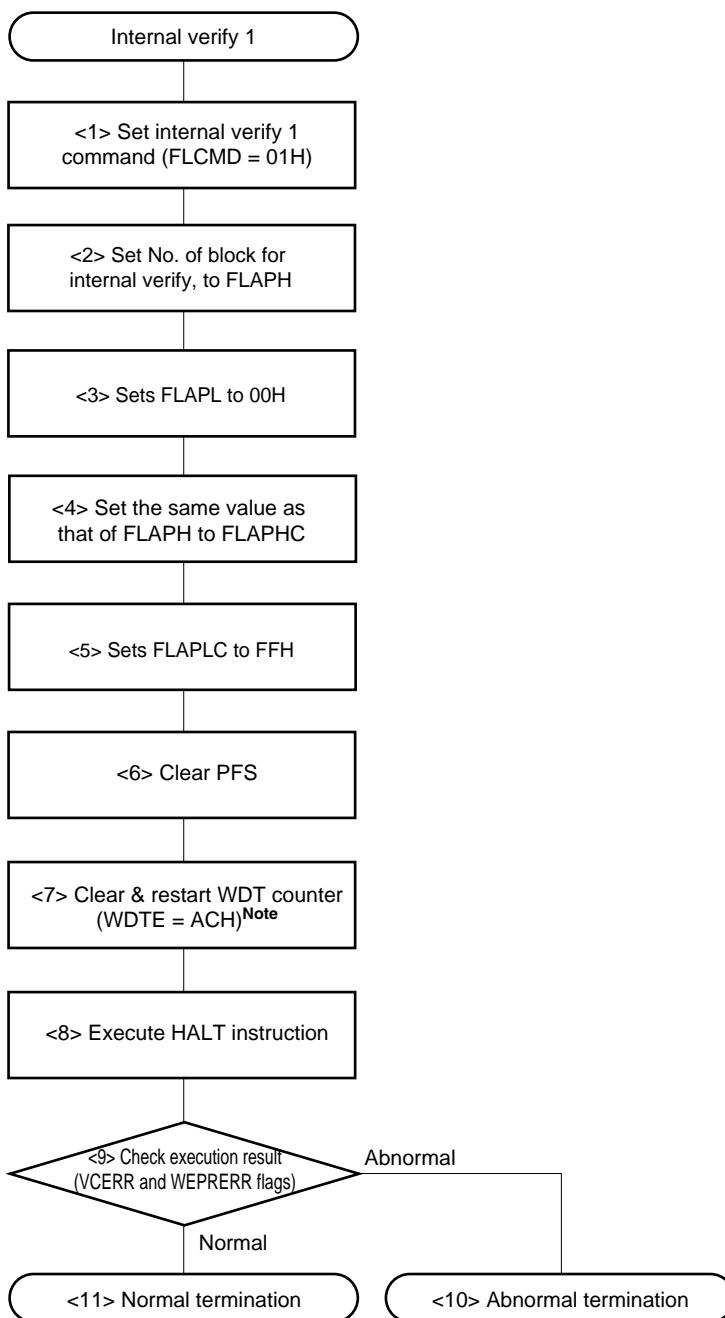 Internal verify 1
<1> Set internal verify 1
command (FLCMD = 01H)
<2> Set No. of block for
internal verify, to FLAPH
<3> Sets FLAPL to 00H
<4> Set the same value as
that of FLAPH to FLAPHC
<5> Sets FLAPLC to FFH
<6> Clear PFS
<7> Clear & restart WDT counter
(WDTE = ACH)Note
<8> Execute HALT instruction
<9> Check execution result
(VCERR and WEPRERR flags)
Abnormal
Normal
<11> Normal termination
<10> Abnormal termination